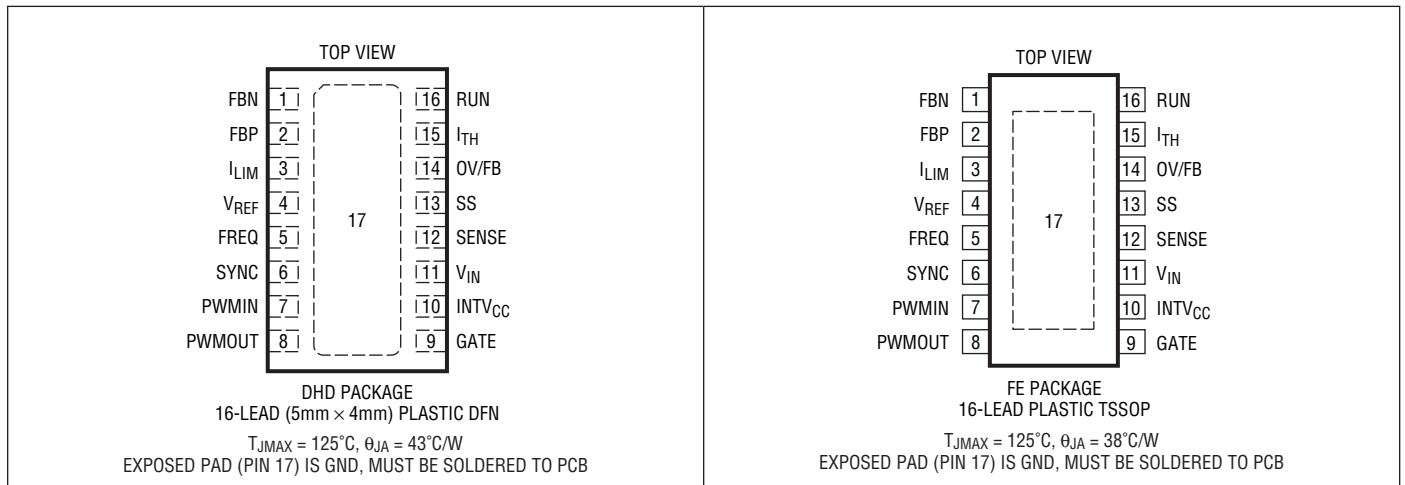 TOP VIEW
FBN 1 16 RUN
FBP 2 15 ITH
ILIM 3 14 OV/FB
VREF 4 13 SS
17
FREQ 5 12 SENSE
SYNC 6 11 VIN
PWMIN 7 10 INTVCC
PWMOUT 8 9 GATE
DHD PACKAGE
16-LEAD (5mm × 4mm) PLASTIC DFN
TJMAX = 125°C, θJA = 43°C/W
EXPOSED PAD (PIN 17) IS GND, MUST BE SOLDERED TO PCB
TOP VIEW
FBN 1 16 RUN
FBP 2 15 ITH
ILIM 3 14 OV/FB
VREF 4 13 SS
17
FREQ 5 12 SENSE
SYNC 6 11 VIN
PWMIN 7 10 INTVCC
PWMOUT 8 9 GATE
FE PACKAGE
16-LEAD PLASTIC TSSOP
TJMAX = 125°C, θJA = 38°C/W
EXPOSED PAD (PIN 17) IS GND, MUST BE SOLDERED TO PCB